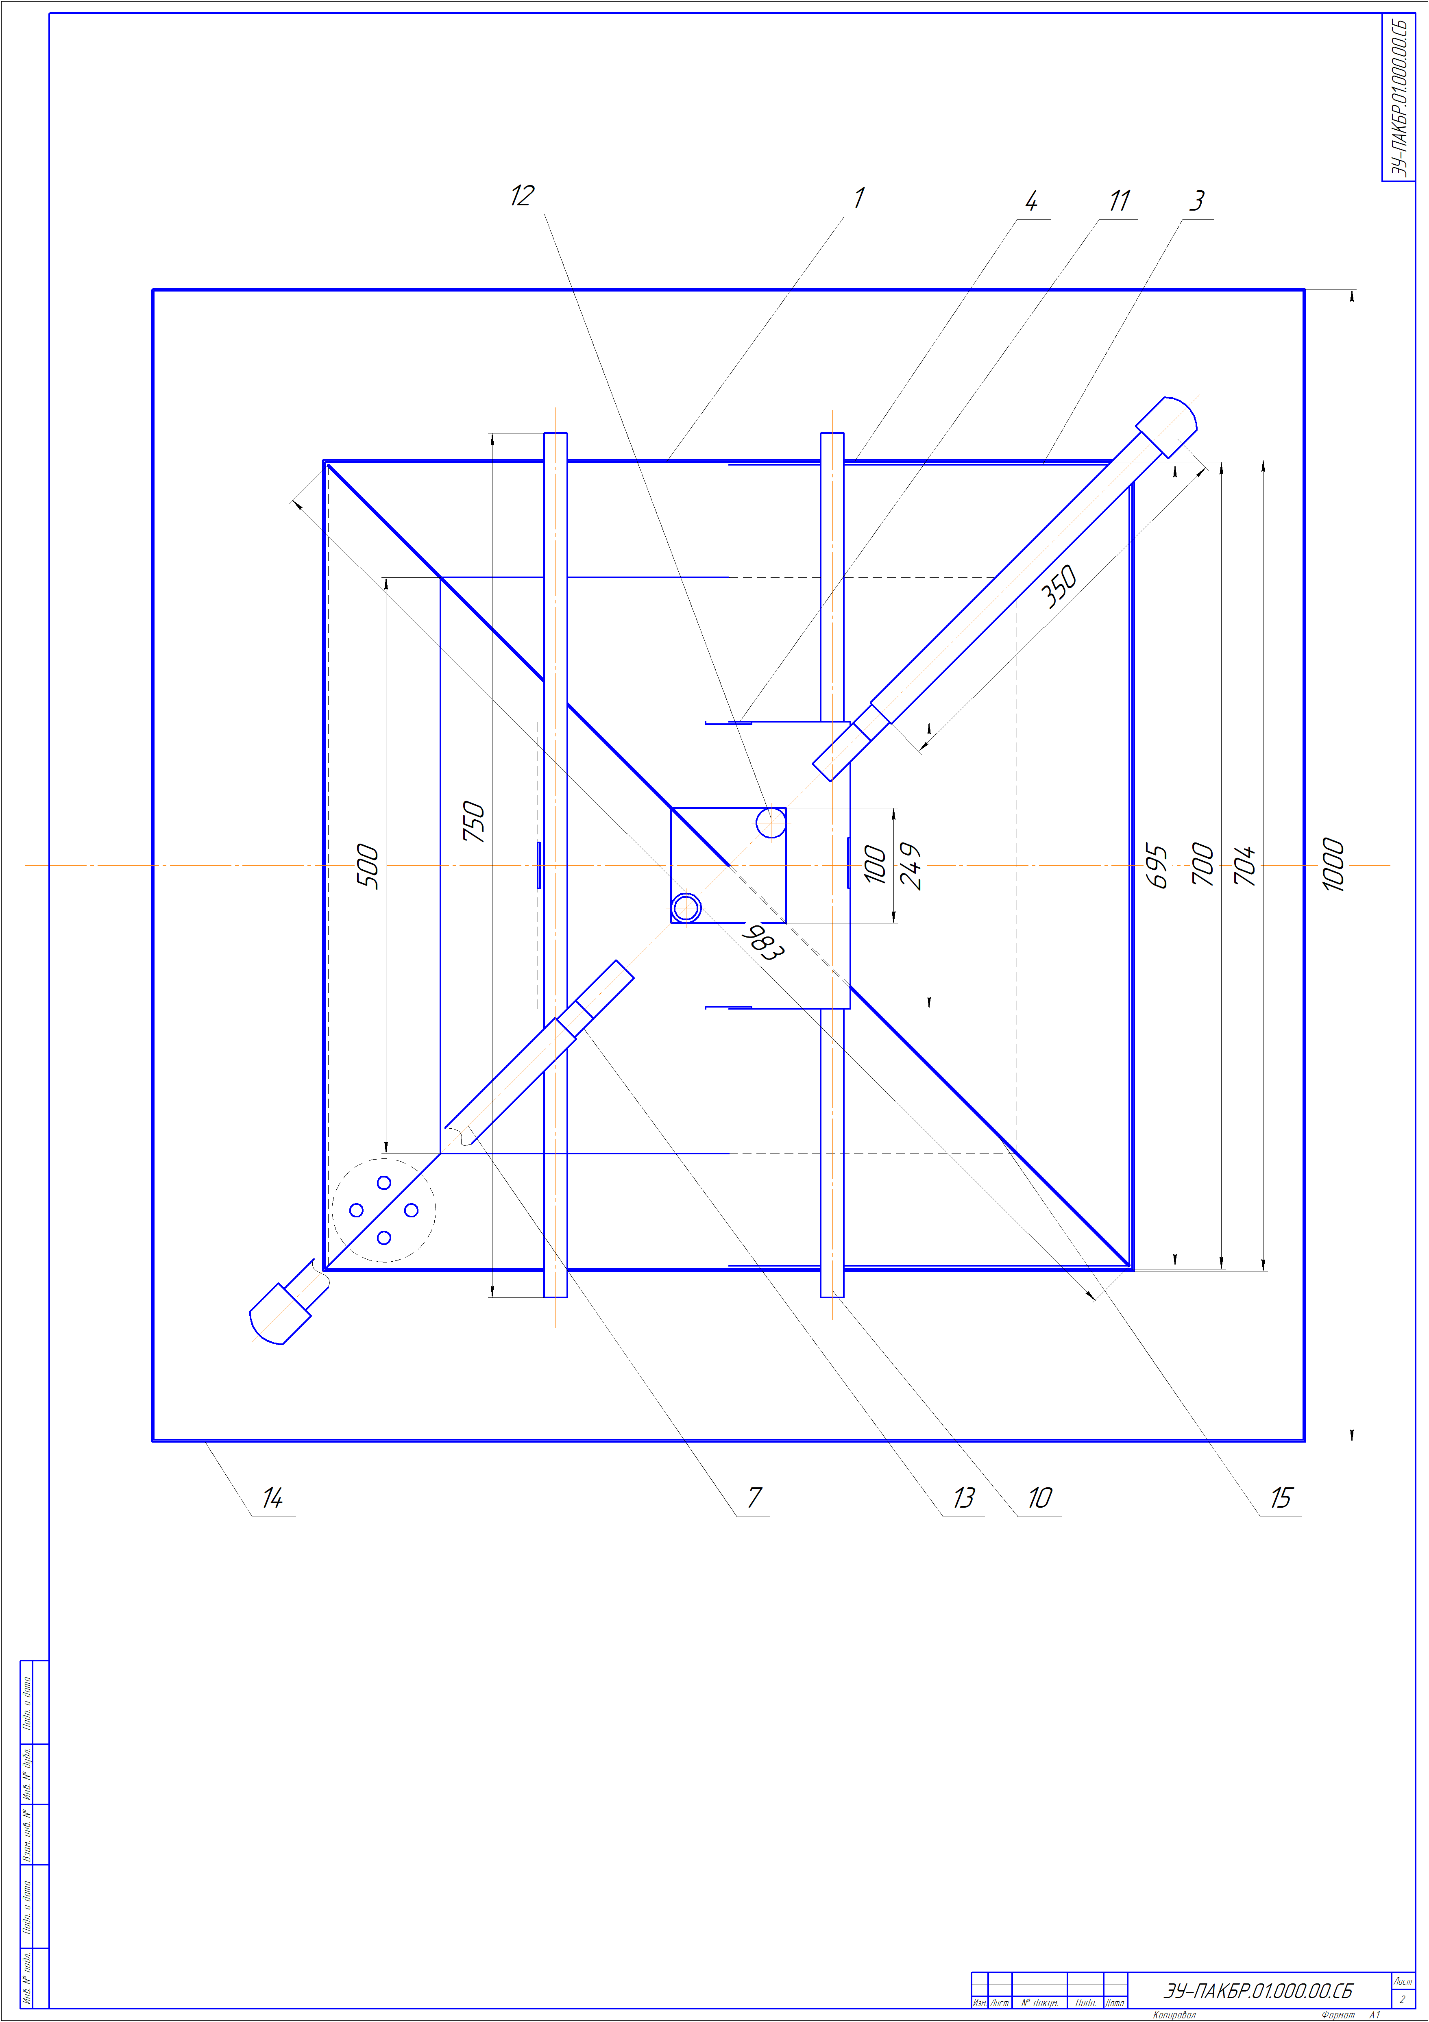 ЭУ-ПАКБР.01.000.00.СБ
12
1
4
11
3
350
500
750
983
100
249
695
700
704
1000
14
7
13
10
15
Подп. и дата
Инв. № дубл.
Взам. инв. №
Подп. и дата
Инв. № подл.
Изм. Лист № докум. Подп. Дата
ЭУ-ПАКБР.01.000.00.СБ
Лист
2
Копировал Формат А1